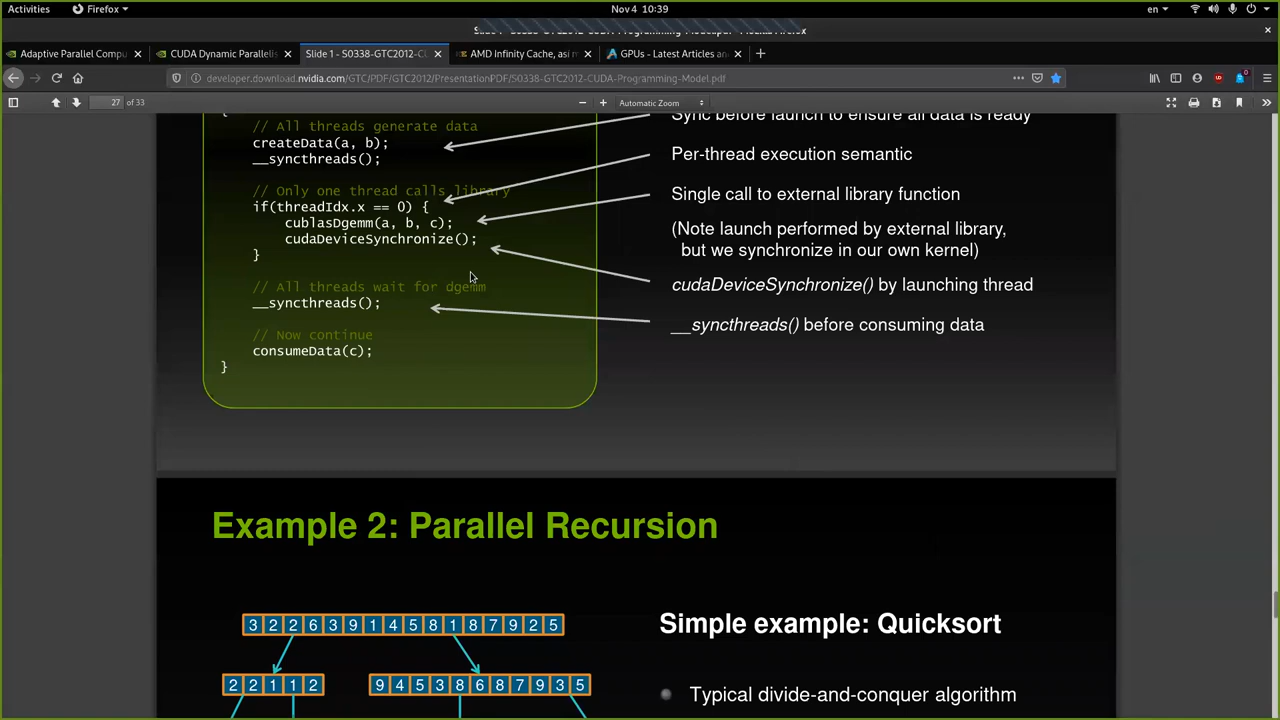 Activities
Firefox
Nov 4 10:39
en
Adaptive Parallel Compu
CUDA Dynamic Parallelis
Slide 1 - S0338-GTC2012-CU
AMD Infinity Cache, así m
GPUs - Latest Articles and
developer.download.nvidia.com/GTC/PDF/GTC2012/PresentationPDF/S0338-GTC2012-CUDA-Programming-Model.pdf
27 of 33
Automatic Zoom
{
// All threads generate data
createData(a, b);
__syncthreads();
// Only one thread calls library
if(threadIdx.x == 0) {
cublasDgemm(a, b, c);
cudaDeviceSynchronize();
}
// All threads wait for dgemm
__syncthreads();
// Now continue
consumeData(c);
}
Sync before launch to ensure all data is ready
Per-thread execution semantic
Single call to external library function
(Note launch performed by external library,
but we synchronize in our own kernel)
cudaDeviceSynchronize() by launching thread
__syncthreads() before consuming data
Example 2: Parallel Recursion
3 2 2 6 3 9 1 4 5 8 1 8 7 9 2 5
2 2 1 1 2
9 4 5 3 8 6 8 7 9 3 5
Simple example: Quicksort
Typical divide-and-conquer algorithm